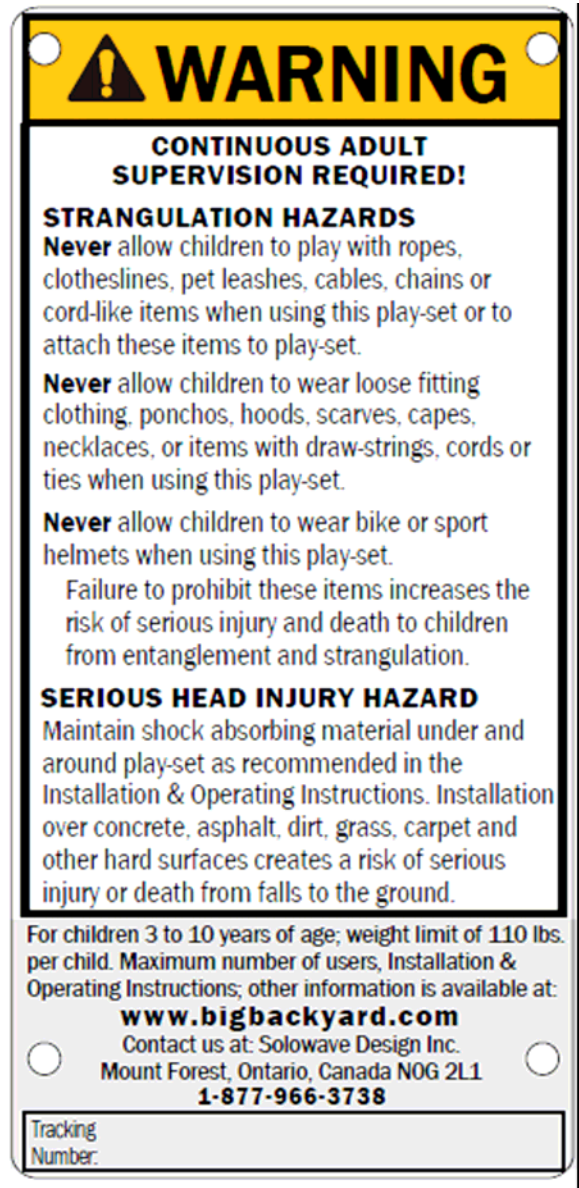 WARNING
CONTINUOUS ADULT
SUPERVISION REQUIRED!
STRANGULATION HAZARDS
Never allow children to play with ropes,
clotheslines, pet leashes, cables, chains or
cord-like items when using this play-set or to
attach these items to play-set.
Never allow children to wear loose fitting
clothing, ponchos, hoods, scarves, capes,
necklaces, or items with draw-strings, cords or
ties when using this play-set.
Never allow children to wear bike or sport
helmets when using this play-set.
Failure to prohibit these items increases the
risk of serious injury and death to children
from entanglement and strangulation.
SERIOUS HEAD INJURY HAZARD
Maintain shock absorbing material under and
around play-set as recommended in the
Installation & Operating Instructions. Installation
over concrete, asphalt, dirt, grass, carpet and
other hard surfaces creates a risk of serious
injury or death from falls to the ground.
For children 3 to 10 years of age; weight limit of 110 lbs.
per child. Maximum number of users, Installation &
Operating Instructions; other information is available at:
www.bigbackyard.com
Contact us at: Solowave Design Inc.
Mount Forest, Ontario, Canada N0G 2L1
1-877-966-3738
Tracking
Number: